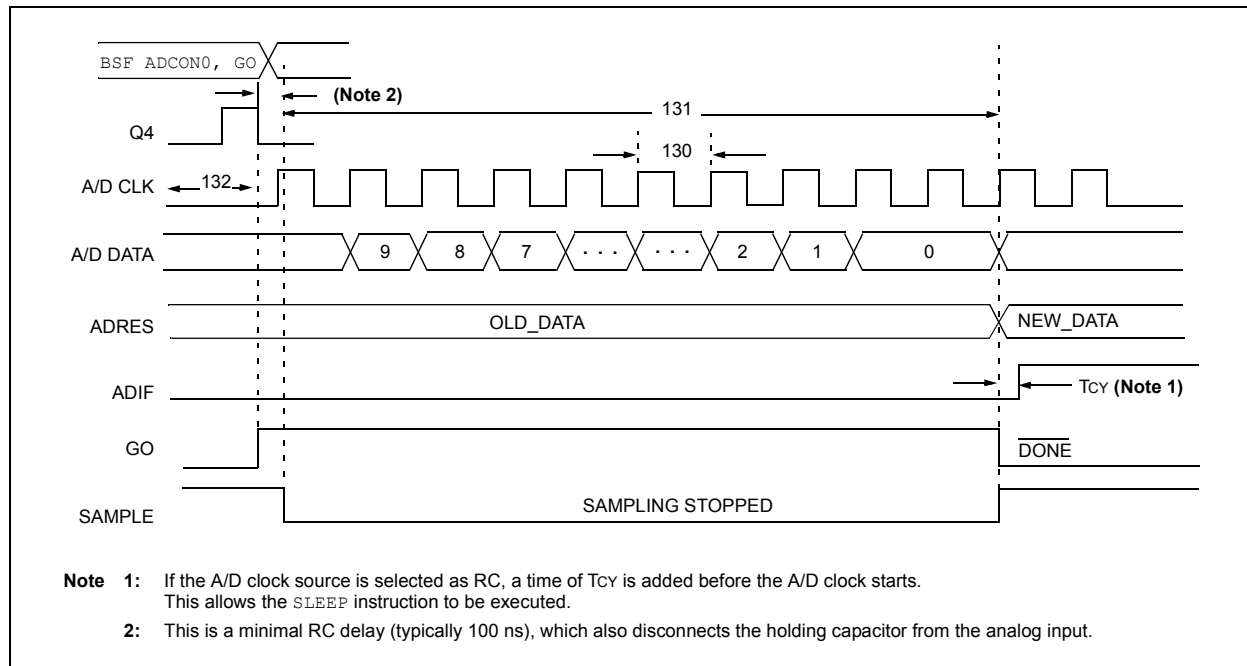 BSF ADCON0, GO
(Note 2)
131
Q4
130
A/D CLK
132
A/D DATA
9 8 7 . . . . . . 2 1 0
ADRES
OLD_DATA
NEW_DATA
ADIF
TCY (Note 1)
GO
DONE
SAMPLE
SAMPLING STOPPED
Note 1: If the A/D clock source is selected as RC, a time of TCY is added before the A/D clock starts.
This allows the SLEEP instruction to be executed.
2: This is a minimal RC delay (typically 100 ns), which also disconnects the holding capacitor from the analog input.